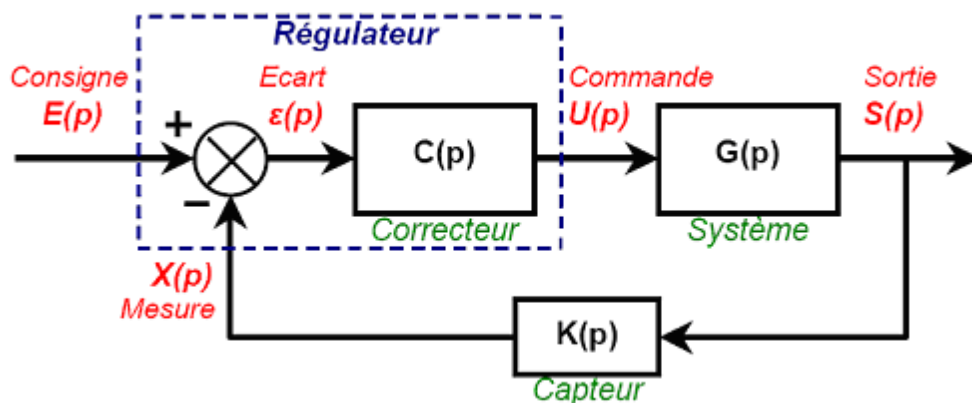 Régulateur
Consigne
E(p)
+
−
Ecart
ε(p)
C(p)
Correcteur
Commande
U(p)
G(p)
Système
Sortie
S(p)
X(p)
Mesure
K(p)
Capteur